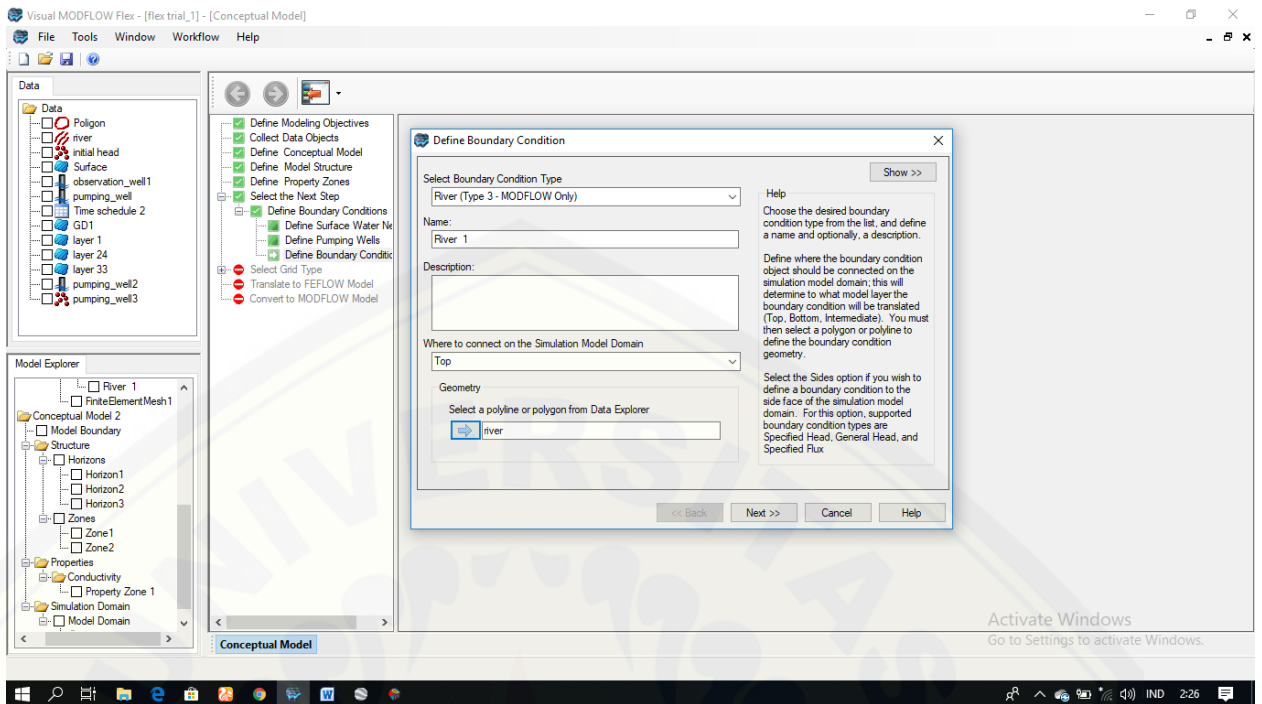 Visual MODFLOW Flex - [flex trial_1] - [Conceptual Model]
File Tools Window Workflow Help
Data
Data
Poligon
river
initial head
Surface
observation_well1
pumping_well
Time schedule 2
GD1
layer 1
layer 24
layer 33
pumping_well2
pumping_well3
Model Explorer
River 1
FiniteElementMesh1
Conceptual Model 2
Model Boundary
Structure
Horizons
Horizon1
Horizon2
Horizon3
Zones
Zone1
Zone2
Properties
Conductivity
Property Zone 1
Simulation Domain
Model Domain
Define Modeling Objectives
Collect Data Objects
Define Conceptual Model
Define Model Structure
Define Property Zones
Select the Next Step
Define Boundary Conditions
Define Surface Water Ne
Define Pumping Wells
Define Boundary Conditic
Select Grid Type
Translate to FEFLOW Model
Convert to MODFLOW Model
Conceptual Model
Define Boundary Condition
Select Boundary Condition Type
River (Type 3 - MODFLOW Only)
Name:
River 1
Description:
Where to connect on the Simulation Model Domain
Top
Geometry
Select a polyline or polygon from Data Explorer
river
Show >>
Help
Choose the desired boundary
condition type from the list, and define
a name and optionally, a description.
Define where the boundary condition
object should be connected on the
simulation model domain; this will
determine to what model layer the
boundary condition will be translated
(Top, Bottom, Intermediate). You must
then select a polygon or polyline to
define the boundary condition
geometry.
Select the Sides option if you wish to
define a boundary condition to the
side face of the simulation model
domain. For this option, supported
boundary condition types are
Specified Head, General Head, and
Specified Flux
<< Back Next >> Cancel Help
UNIVERSITAS
Activate Windows
Go to Settings to activate Windows.
IND 2:26